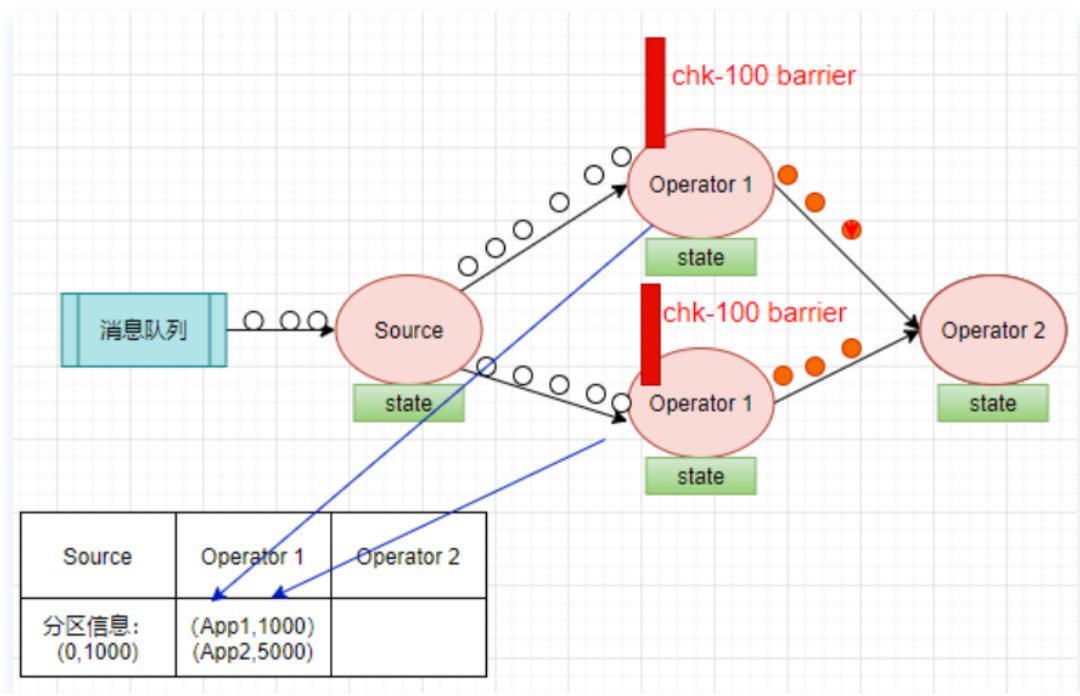 chk-100 barrier
Operator 1
state
消息队列
Source
state
chk-100 barrier
Operator 1
state
Operator 2
state
Source
Operator 1
Operator 2
分区信息：
(0,1000)
(App1,1000)
(App2,5000)